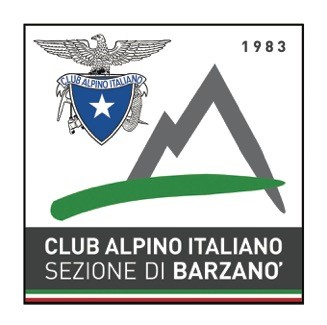 1983
CLUB ALPINO ITALIANO
CLUB ALPINO ITALIANO
SEZIONE DI BARZANO'